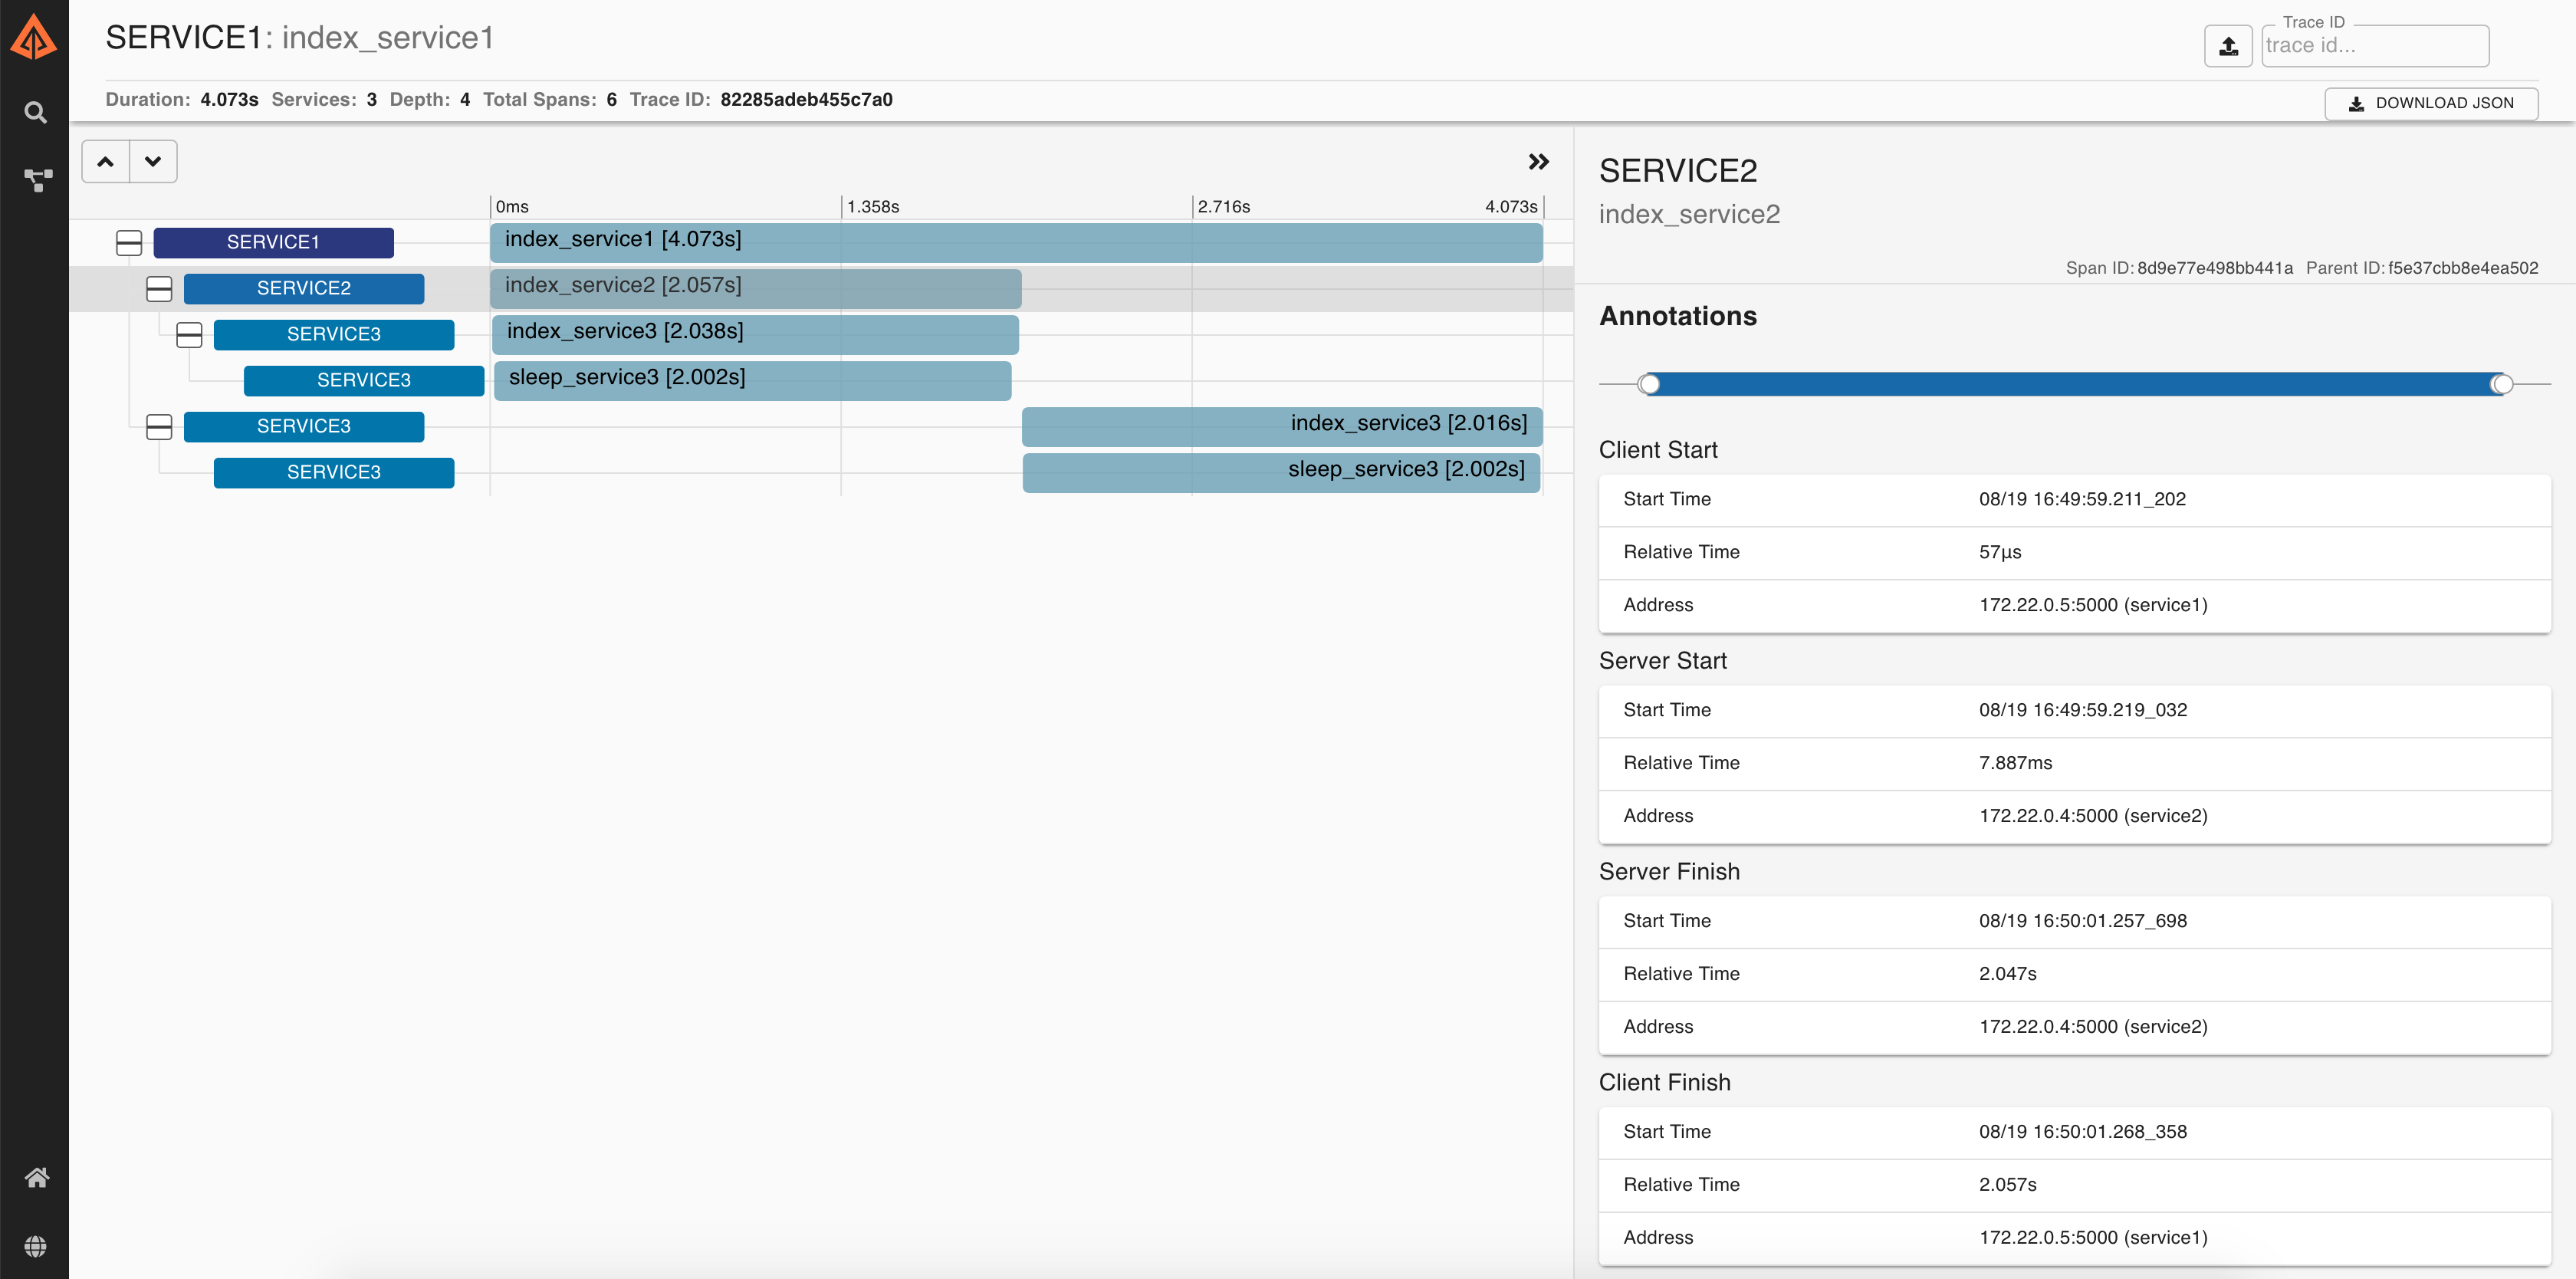 SERVICE1: index_service1
Trace ID
trace id...
Duration: 4.073s Services: 3 Depth: 4 Total Spans: 6 Trace ID: 82285adeb455c7a0
DOWNLOAD JSON
0ms 1.358s 2.716s 4.073s
SERVICE1 index_service1 [4.073s]
SERVICE2 index_service2 [2.057s]
SERVICE3 index_service3 [2.038s]
SERVICE3 sleep_service3 [2.002s]
SERVICE3 index_service3 [2.016s]
SERVICE3 sleep_service3 [2.002s]
SERVICE2
index_service2
Span ID: 8d9e77e498bb441a Parent ID: f5e37cbb8e4ea502
Annotations
Client Start
Start Time 08/19 16:49:59.211_202
Relative Time 57μs
Address 172.22.0.5:5000 (service1)
Server Start
Start Time 08/19 16:49:59.219_032
Relative Time 7.887ms
Address 172.22.0.4:5000 (service2)
Server Finish
Start Time 08/19 16:50:01.257_698
Relative Time 2.047s
Address 172.22.0.4:5000 (service2)
Client Finish
Start Time 08/19 16:50:01.268_358
Relative Time 2.057s
Address 172.22.0.5:5000 (service1)